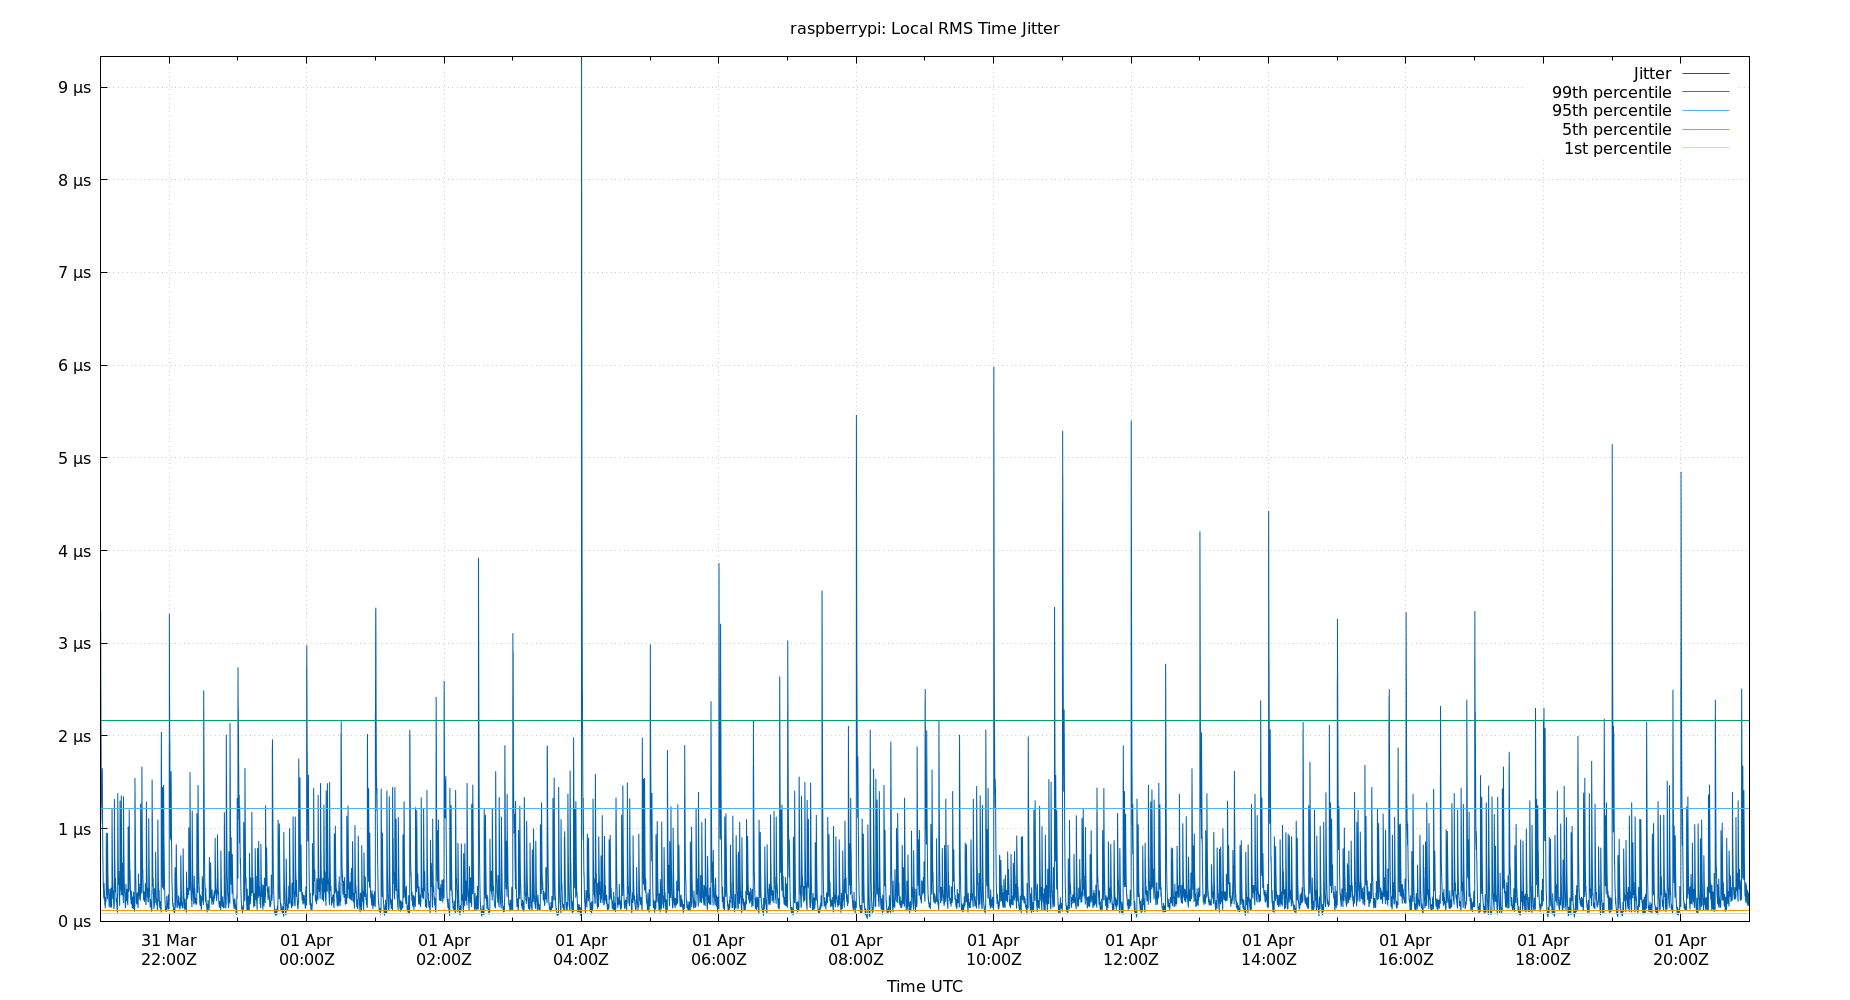 raspberrypi: Local RMS Time Jitter
Jitter
99th percentile
95th percentile
5th percentile
1st percentile
9 µs
8 µs
7 µs
6 µs
5 µs
4 µs
3 µs
2 µs
1 µs
0 µs
31 Mar 01 Apr 01 Apr 01 Apr 01 Apr 01 Apr 01 Apr 01 Apr 01 Apr 01 Apr 01 Apr 01 Apr
22:00Z 00:00Z 02:00Z 04:00Z 06:00Z 08:00Z 10:00Z 12:00Z 14:00Z 16:00Z 18:00Z 20:00Z
Time UTC